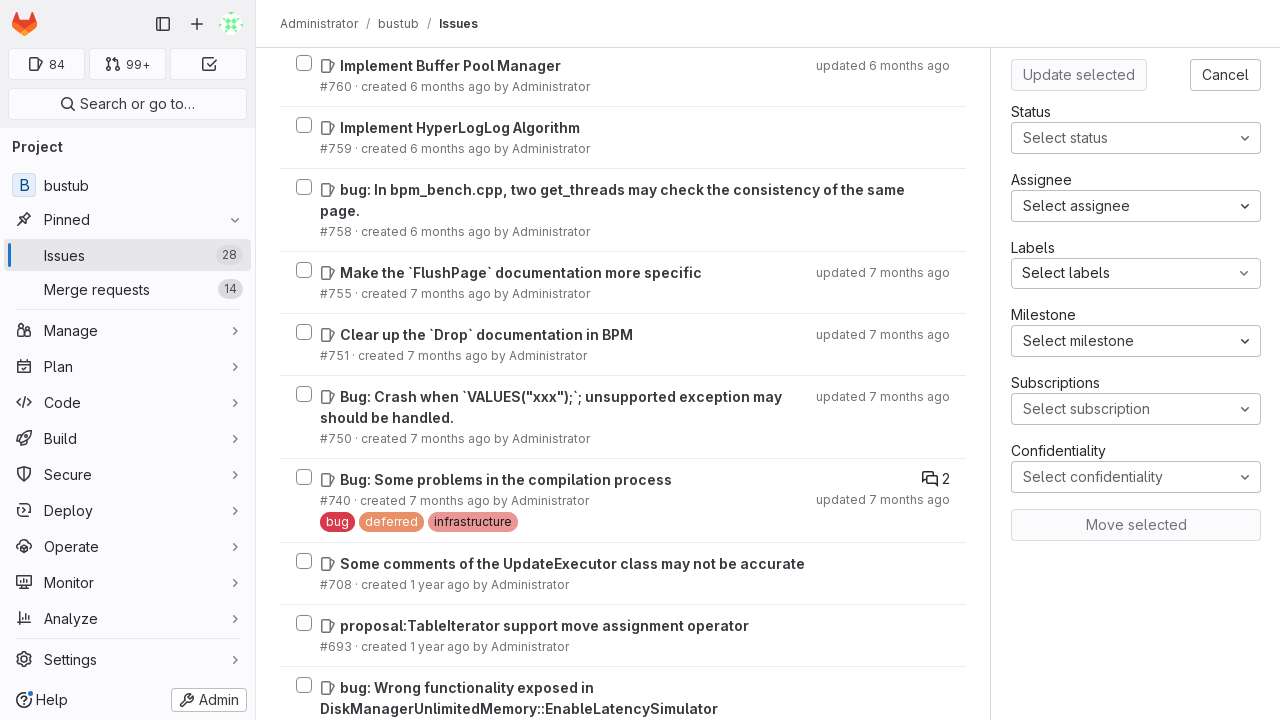 Administrator / bustub / Issues
84
99+
Search or go to…
Project
B bustub
Pinned
Issues 28
Merge requests 14
Manage
Plan
Code
Build
Secure
Deploy
Operate
Monitor
Analyze
Settings
Help
Admin
Implement Buffer Pool Manager
updated 6 months ago
#760 · created 6 months ago by Administrator
Implement HyperLogLog Algorithm
#759 · created 6 months ago by Administrator
bug: In bpm_bench.cpp, two get_threads may check the consistency of the same
page.
#758 · created 6 months ago by Administrator
Make the `FlushPage` documentation more specific
updated 7 months ago
#755 · created 7 months ago by Administrator
Clear up the `Drop` documentation in BPM
updated 7 months ago
#751 · created 7 months ago by Administrator
Bug: Crash when `VALUES("xxx");`; unsupported exception may
should be handled.
updated 7 months ago
#750 · created 7 months ago by Administrator
Bug: Some problems in the compilation process
2
#740 · created 7 months ago by Administrator
updated 7 months ago
bug deferred infrastructure
Some comments of the UpdateExecutor class may not be accurate
#708 · created 1 year ago by Administrator
proposal:TableIterator support move assignment operator
#693 · created 1 year ago by Administrator
bug: Wrong functionality exposed in
DiskManagerUnlimitedMemory::EnableLatencySimulator
Update selected
Cancel
Status
Select status
Assignee
Select assignee
Labels
Select labels
Milestone
Select milestone
Subscriptions
Select subscription
Confidentiality
Select confidentiality
Move selected